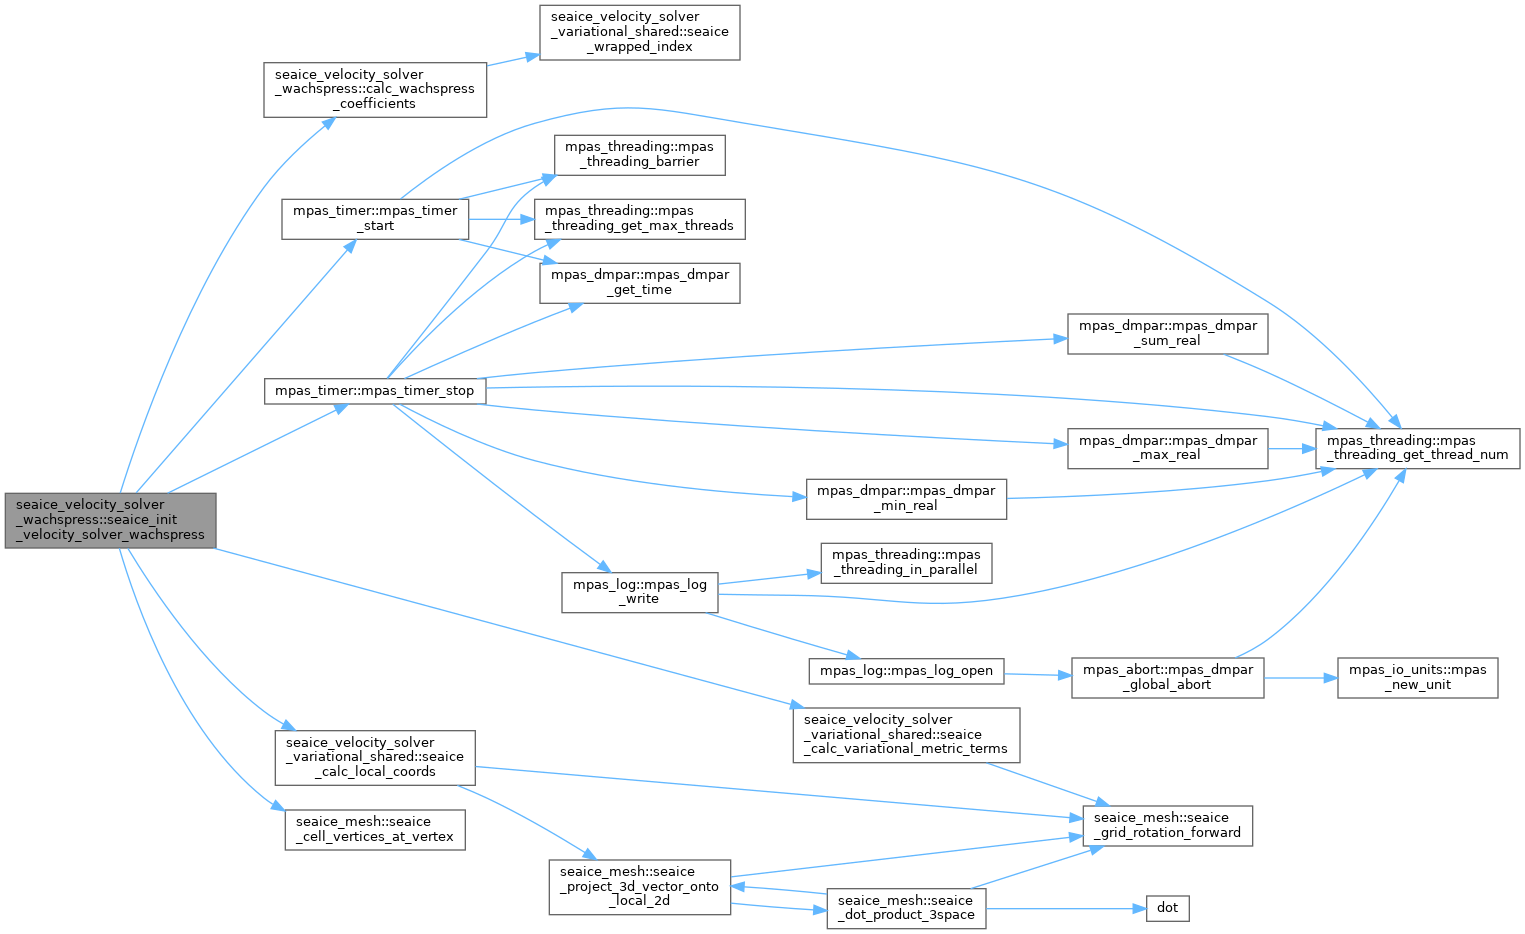 seaice_velocity_solver
_variational_shared::seaice
_wrapped_index
seaice_velocity_solver
_wachspress::calc_wachspress
_coefficients
mpas_threading::mpas
_threading_barrier
mpas_timer::mpas_timer
_start
mpas_threading::mpas
_threading_get_max_threads
mpas_dmpar::mpas_dmpar
_get_time
mpas_dmpar::mpas_dmpar
_sum_real
mpas_timer::mpas_timer_stop
mpas_dmpar::mpas_dmpar
_max_real
mpas_threading::mpas
_threading_get_thread_num
mpas_dmpar::mpas_dmpar
_min_real
seaice_velocity_solver
_wachspress::seaice_init
_velocity_solver_wachspress
mpas_threading::mpas
_threading_in_parallel
mpas_log::mpas_log
_write
mpas_log::mpas_log_open
mpas_abort::mpas_dmpar
_global_abort
mpas_io_units::mpas
_new_unit
seaice_velocity_solver
_variational_shared::seaice
_calc_variational_metric_terms
seaice_velocity_solver
_variational_shared::seaice
_calc_local_coords
seaice_mesh::seaice
_cell_vertices_at_vertex
seaice_mesh::seaice
_grid_rotation_forward
seaice_mesh::seaice
_project_3d_vector_onto
_local_2d
seaice_mesh::seaice
_dot_product_3space
dot